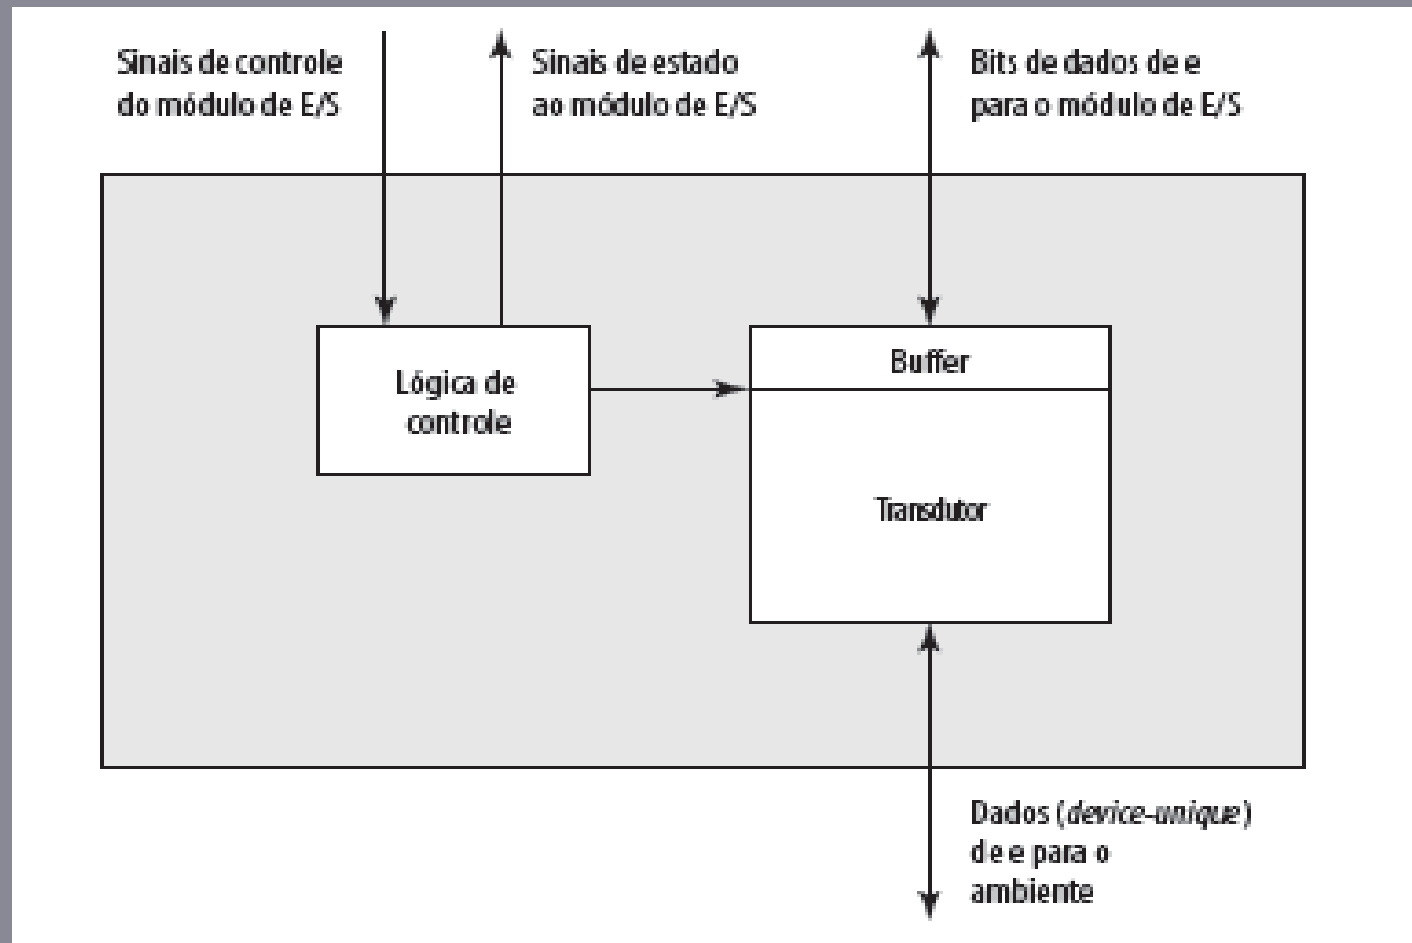 Sinais de controle
do módulo de E/S
Sinais de estado
ao módulo de E/S
Bits de dados de e
para o módulo de E/S
Lógica de
controle
Buffer
Transdutor
Dados (device-unique)
de e para o
ambiente